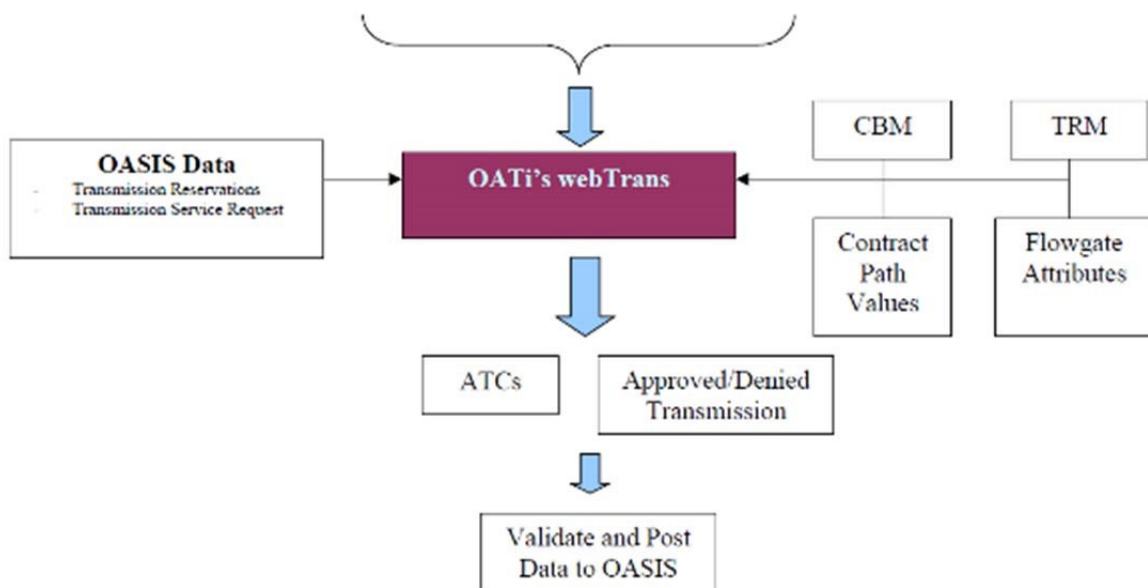 CBM
TRM
OASIS Data
- Transmission Reservations
- Transmission Service Request
OATi's webTrans
Contract
Path
Values
Flowgate
Attributes
ATCs
Approved/Denied
Transmission
Validate and Post
Data to OASIS